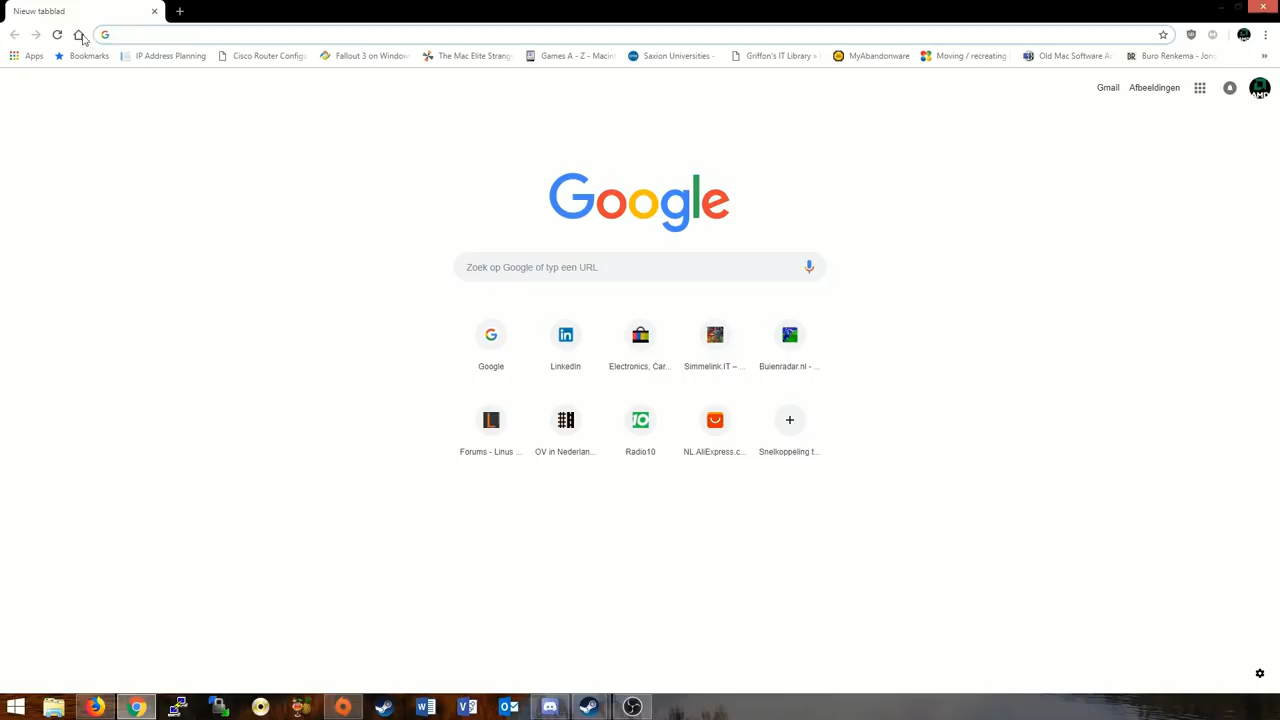 Nieuw tabblad
Apps
Bookmarks
IP Address Planning
Cisco Router Config
Fallout 3 on Window
The Mac Elite Strang
Games A - Z - Macin
Saxion Universities -
Griffon's IT Library »
MyAbandonware
Moving / recreating
Old Mac Software Ar
Buro Renkema - Jong
»
Gmail
Afbeeldingen
AMD
Google
Zoek op Google of typ een URL
Google
LinkedIn
Electronics, Car...
Simmelink.IT – ...
Buienradar.nl - ...
Forums - Linus ...
OV in Nederlan...
Radio10
NL.AliExpress.c...
Snelkoppeling t...